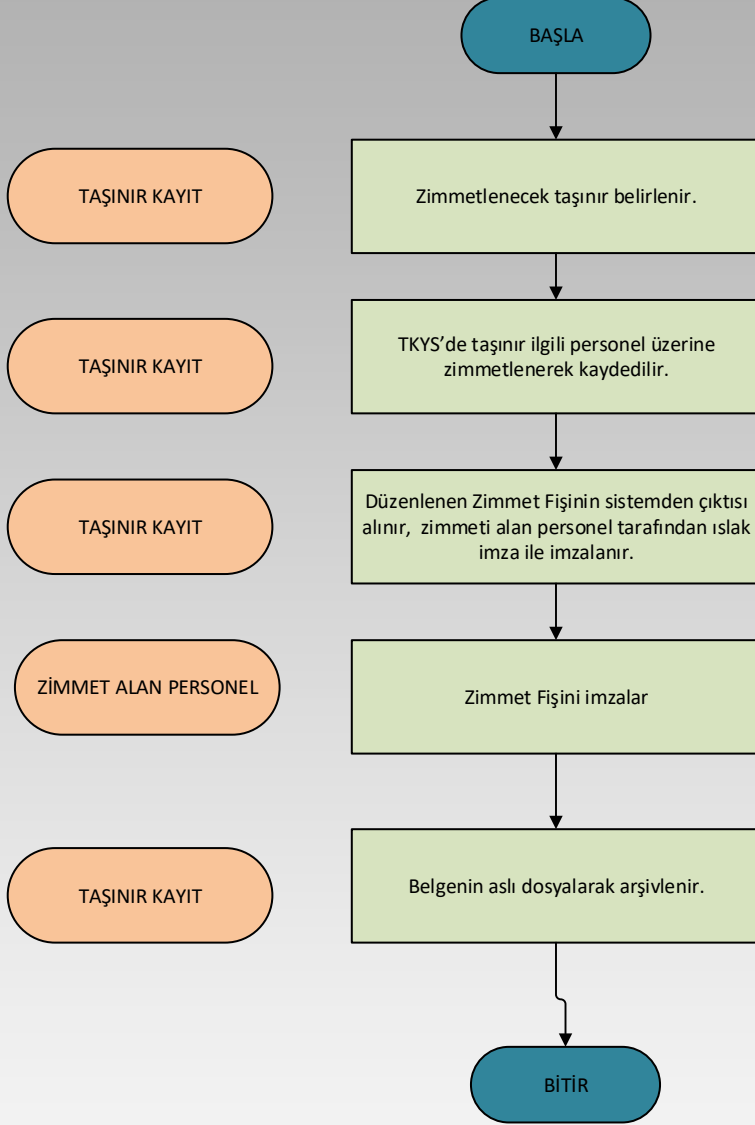 BAŞLA
TAŞINIR KAYIT
Zimmetlenecek taşınır belirlenir.
TAŞINIR KAYIT
TKYS’de taşınır ilgili personel üzerine
zimmetlenerek kaydedilir.
TAŞINIR KAYIT
Düzenlenen Zimmet Fişinin sistemden çıktısı
alınır, zimmeti alan personel tarafından ıslak
imza ile imzalanır.
ZİMMET ALAN PERSONEL
Zimmet Fişini imzalar
TAŞINIR KAYIT
Belgenin aslı dosyalarak arşivlenir.
BİTİR